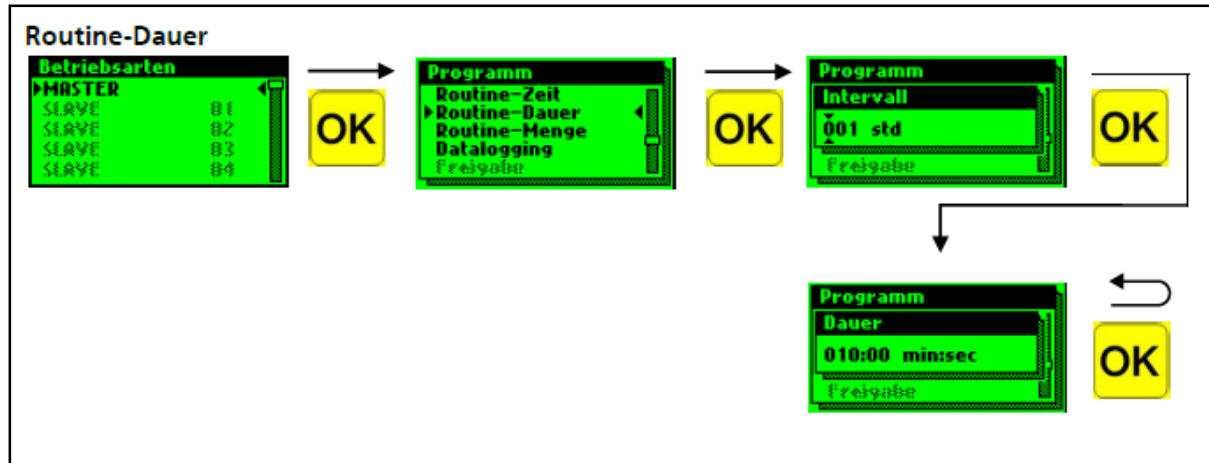 Routine-Dauer
Betriebsarten
MASTER
SLAVE 01
SLAVE 02
SLAVE 03
SLAVE 04
OK
Programm
Routine-Zeit
Routine-Dauer
Routine-Menge
Datalogging
Freigabe
OK
Programm
Intervall
001 std
Freigabe
OK
Programm
Dauer
010:00 min:sec
Freigabe
OK